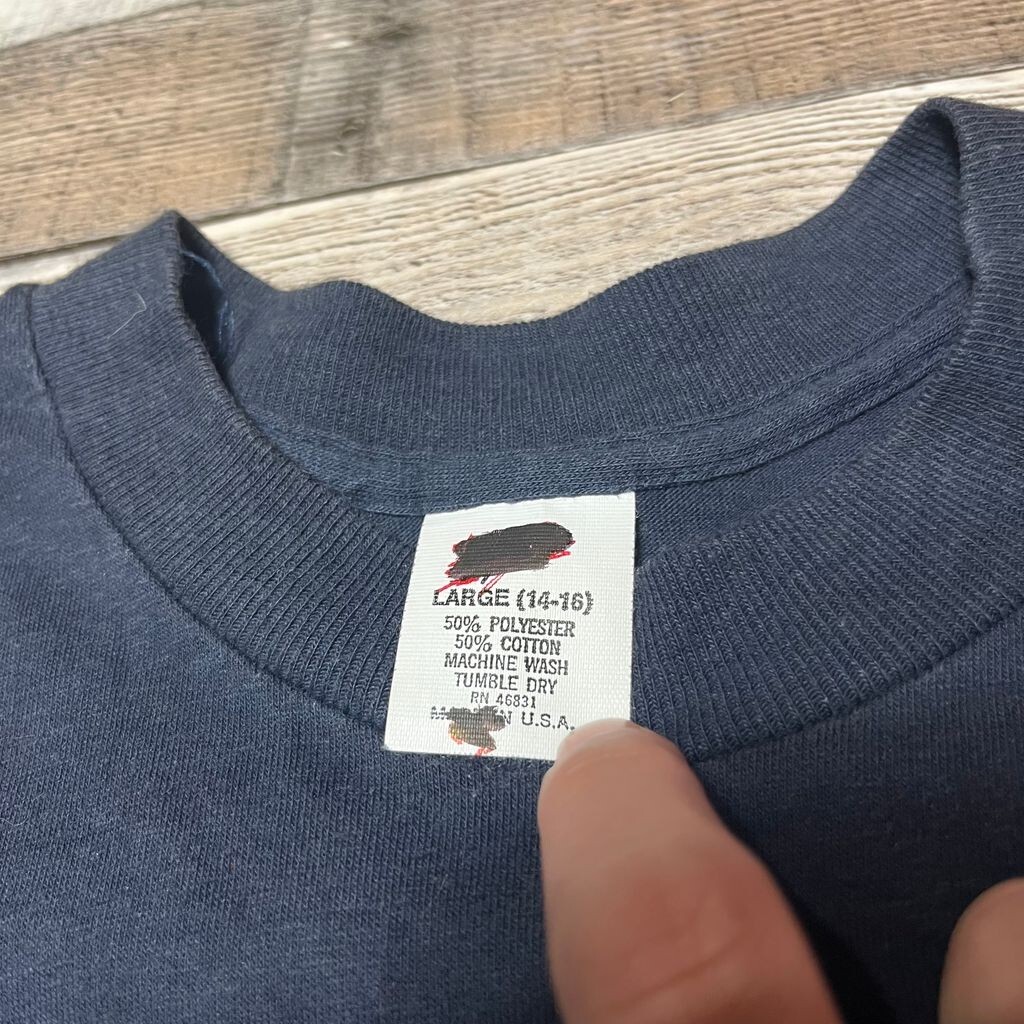 LARGE (14-16)
50% POLYESTER
50% COTTON
MACHINE WASH
TUMBLE DRY
RN 46831
U.S.A.